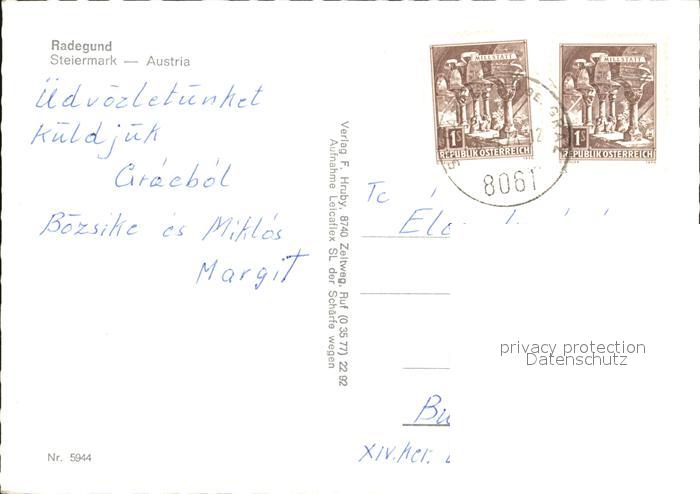 Radegund
Steiermark — Austria
Üdvözletünket
Küldjük
Grácból
Bözsike és Miklós
Margit
Nr. 5944
Verlag F. Hruby, 8740 Zeltweg, Ruf (0 35 77) 22 92
Aufnahme Leicaflex SL der Schärfe wegen
MILLSTATT
1S
REPUBLIK ÖSTERREICH
MILLSTATT
1S
REPUBLIK ÖSTERREICH
8061
privacy protection
Datenschutz
XIV. ker.